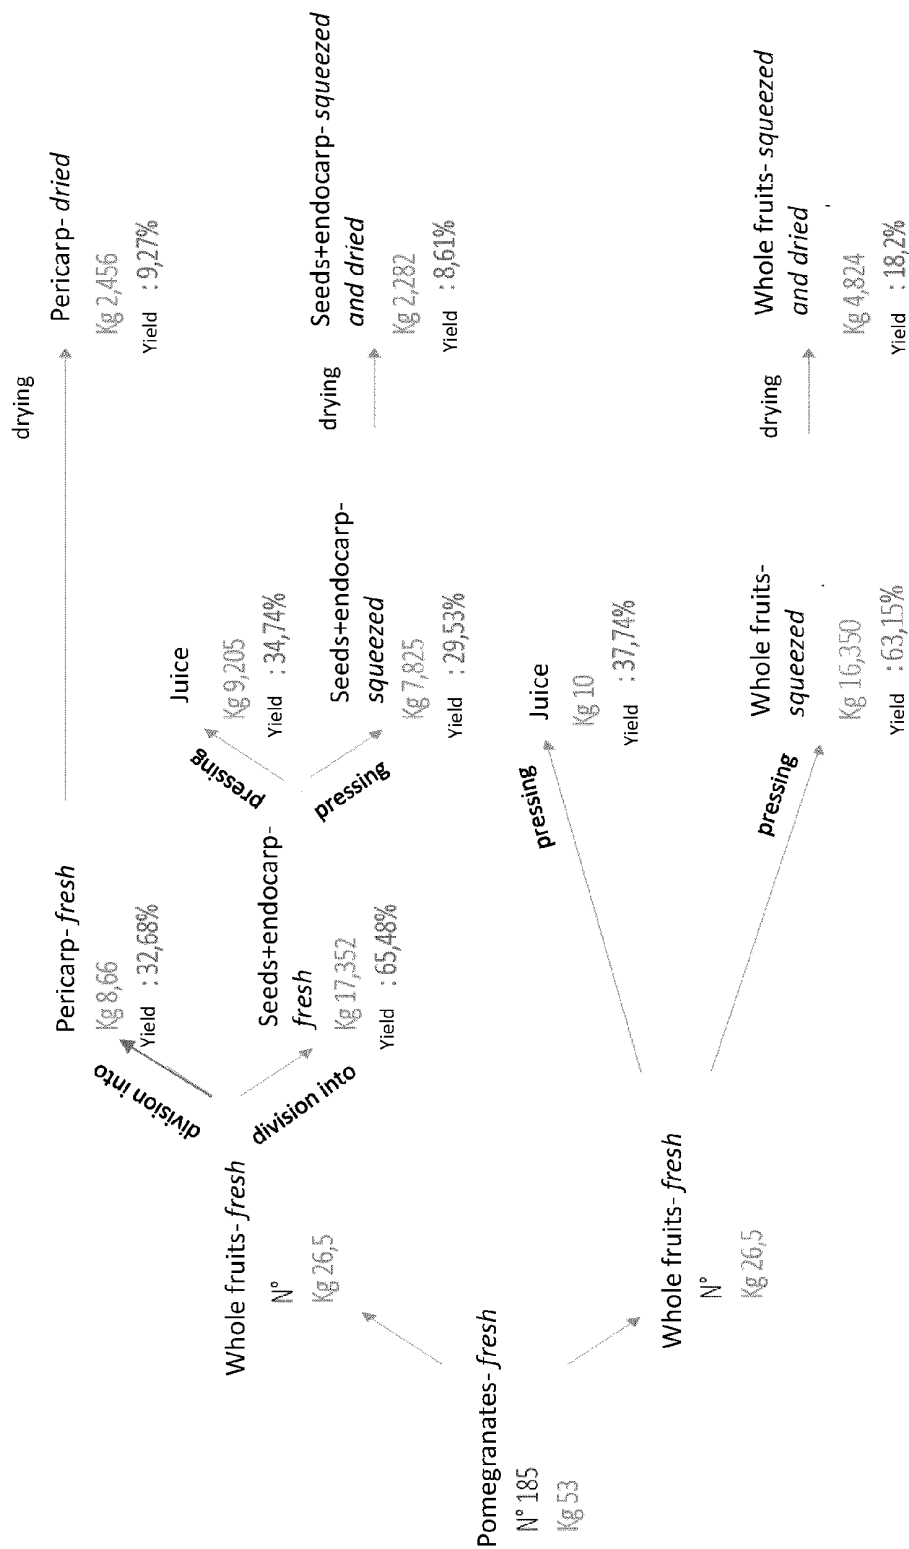 Pomegranates- fresh
N° 185
Kg 53
Whole fruits- fresh
N°
Kg 26,5
division into
division into
Pericarp- fresh
Kg 8,66
Yield : 32,68%
drying
Pericarp- dried
Kg 2,456
Yield : 9,27%
Seeds+endocarp-
fresh
Kg 17,352
Yield : 65,48%
pressing
pressing
Juice
Kg 9,205
Yield : 34,74%
Seeds+endocarp-
squeezed
Kg 7,825
Yield : 29,53%
drying
Seeds+endocarp- squeezed
and dried
Kg 2,282
Yield : 8,61%
Whole fruits- fresh
N°
Kg 26,5
pressing
pressing
Juice
Kg 10
Yield : 37,74%
Whole fruits-
squeezed
Kg 16,350
Yield : 63,15%
drying
Whole fruits- squeezed
and dried
Kg 4,824
Yield : 18,2%